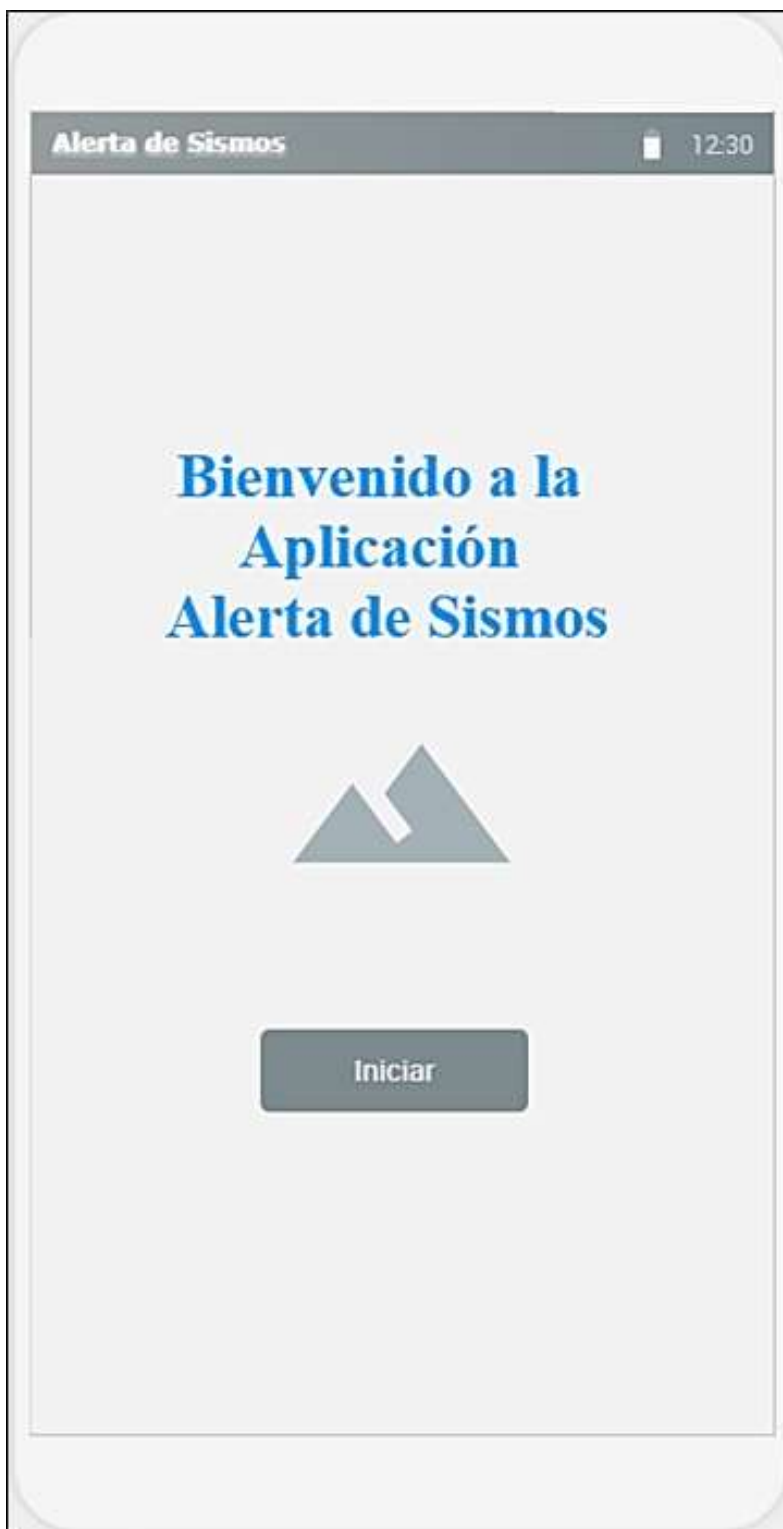 Alerta de Sismos
12:30
Bienvenido a la
Aplicación
Alerta de Sismos
Iniciar